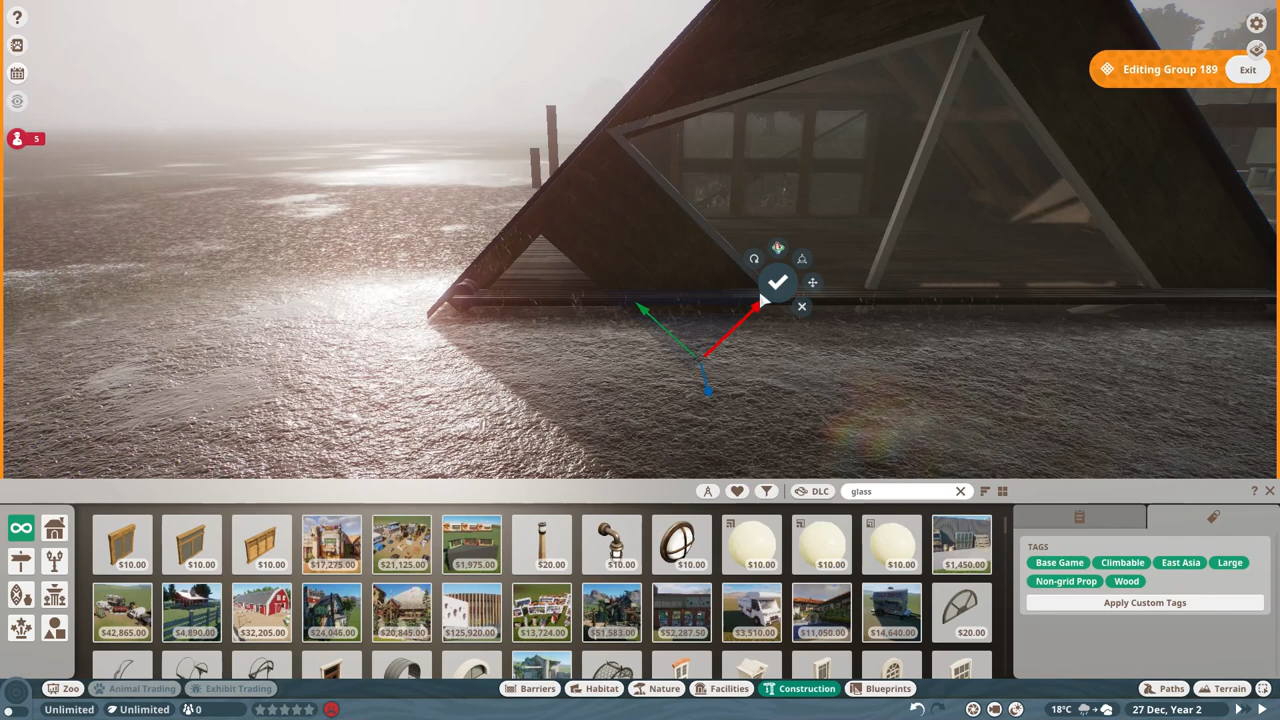 ?
Editing Group 189
Exit
5
DLC
glass
? 
$10.00 $10.00 $10.00 $17,275.00 $21,125.00 $1,975.00 $20.00 $10.00 $10.00 $10.00 $10.00 $10.00 $1,450.00
$42,865.00 $4,890.00 $32,205.00 $24,046.00 $20,845.00 $125,920.00 $13,724.00 $51,583.00 $52,287.50 $3,510.00 $11,050.00 $14,640.00 $20.00
TAGS
Base Game Climbable East Asia Large
Non-grid Prop Wood
Apply Custom Tags
Zoo Animal Trading Exhibit Trading Barriers Habitat Nature Facilities Construction Blueprints Paths Terrain
Unlimited Unlimited 0 18°C 27 Dec, Year 2